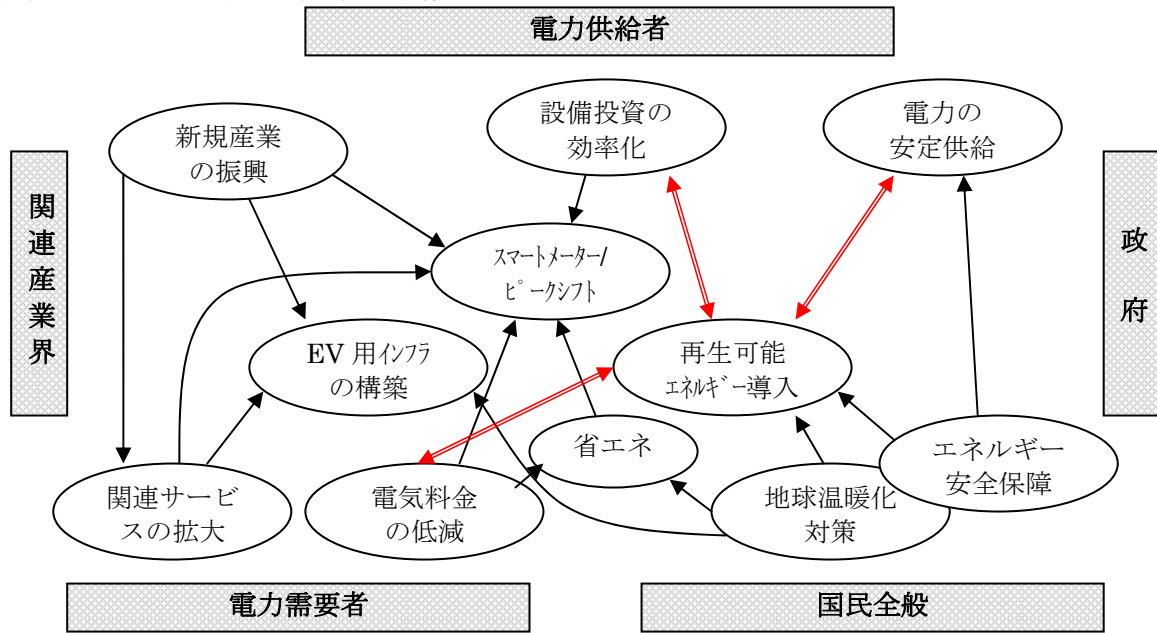 電力供給者
新規産業
の振興
設備投資の
効率化
電力の
安定供給
関連産業界
政府
スマートメーター/
ピークシフト
EV 用インフラ
の構築
再生可能
エネルギー導入
省エネ
エネルギー
安全保障
関連サービ
スの拡大
電気料金
の低減
地球温暖化
対策
電力需要者
国民全般